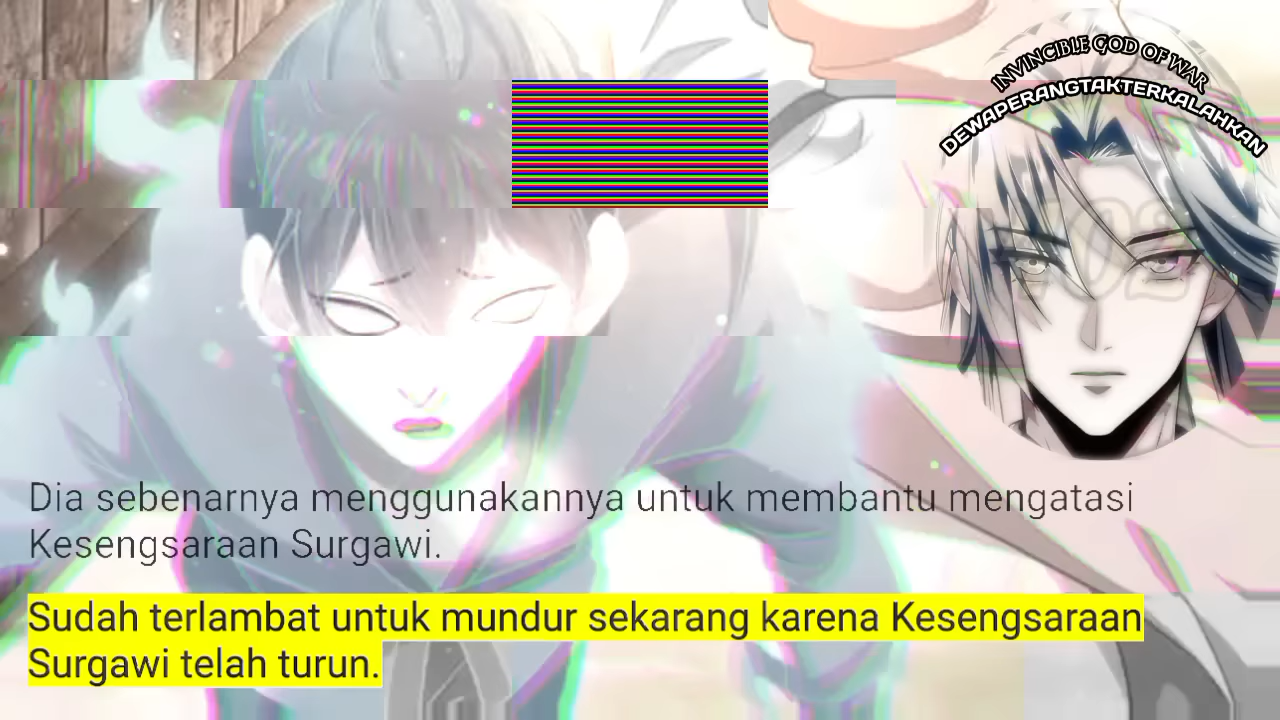 INVINCIBLE GOD OF WAR
DEWAPERANGTAKTERKALAHKAN
Dia sebenarnya menggunakannya untuk membantu mengatasi
Kesengsaraan Surgawi.
Sudah terlambat untuk mundur sekarang karena Kesengsaraan
Surgawi telah turun.